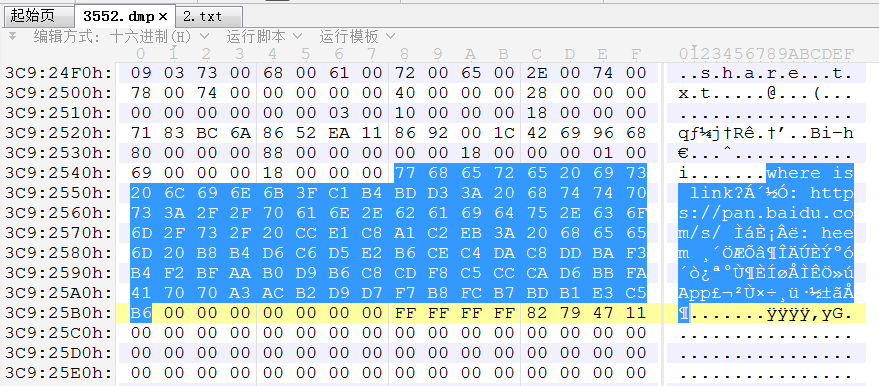 起始页 3552.dmp × 2.txt
编辑方式: 十六进制(H) 运行脚本 运行模板
0 1 2 3 4 5 6 7 8 9 A B C D E F 0123456789ABCDEF
3C9:24F0h: 09 03 73 00 68 00 61 00 72 00 65 00 2E 00 74 00 ..s.h.a.r.e...t.
3C9:2500h: 78 00 74 00 00 00 00 00 40 00 00 00 28 00 00 00 x.t.....@...(...
3C9:2510h: 00 00 00 00 00 00 03 00 10 00 00 00 18 00 00 00 ................
3C9:2520h: 71 83 BC 6A 86 52 EA 11 86 92 00 1C 42 69 96 68 qƒ¼j†Rê.†’..Bi–h
3C9:2530h: 80 00 00 00 88 00 00 00 00 00 18 00 00 00 01 00 €...ˆ...........
3C9:2540h: 69 00 00 00 18 00 00 00 77 68 65 72 65 20 69 73 i.......where is
3C9:2550h: 20 6C 69 6E 6B 3F C1 B4 BD D3 3A 20 68 74 74 70 link?Á´½Ó: http
3C9:2560h: 73 3A 2F 2F 70 61 6E 2E 62 61 69 64 75 2E 63 6F s://pan.baidu.co
3C9:2570h: 6D 2F 73 2F 20 CC E1 C8 A1 C2 EB 3A 20 68 65 65 m/s/ ÌáÈ¡Âë: hee
3C9:2580h: 6D 20 B8 B4 D6 C6 D5 E2 B6 CE C4 DA C8 DD BA F3 m ¸´ÖÆÕâ¶ÎÄÚÈÝºó
3C9:2590h: B4 F2 BF AA B0 D9 B6 C8 CD F8 C5 CC CA D6 BB FA ´ò¿ª°Ù¶ÈÍøÅÌÊÖ»ú
3C9:25A0h: 41 70 70 A3 AC B2 D9 D7 F7 B8 FC B7 BD B1 E3 C5 App£¬²Ù×÷¸ü·½±ãÅ
3C9:25B0h: B6 00 00 00 00 00 00 00 FF FF FF FF 82 79 47 11 ¶.......ÿÿÿÿ‚yG.
3C9:25C0h: 00 00 00 00 00 00 00 00 00 00 00 00 00 00 00 00 ................
3C9:25D0h: 00 00 00 00 00 00 00 00 00 00 00 00 00 00 00 00 ................
3C9:25E0h: 00 00 00 00 00 00 00 00 00 00 00 00 00 00 00 00 ................